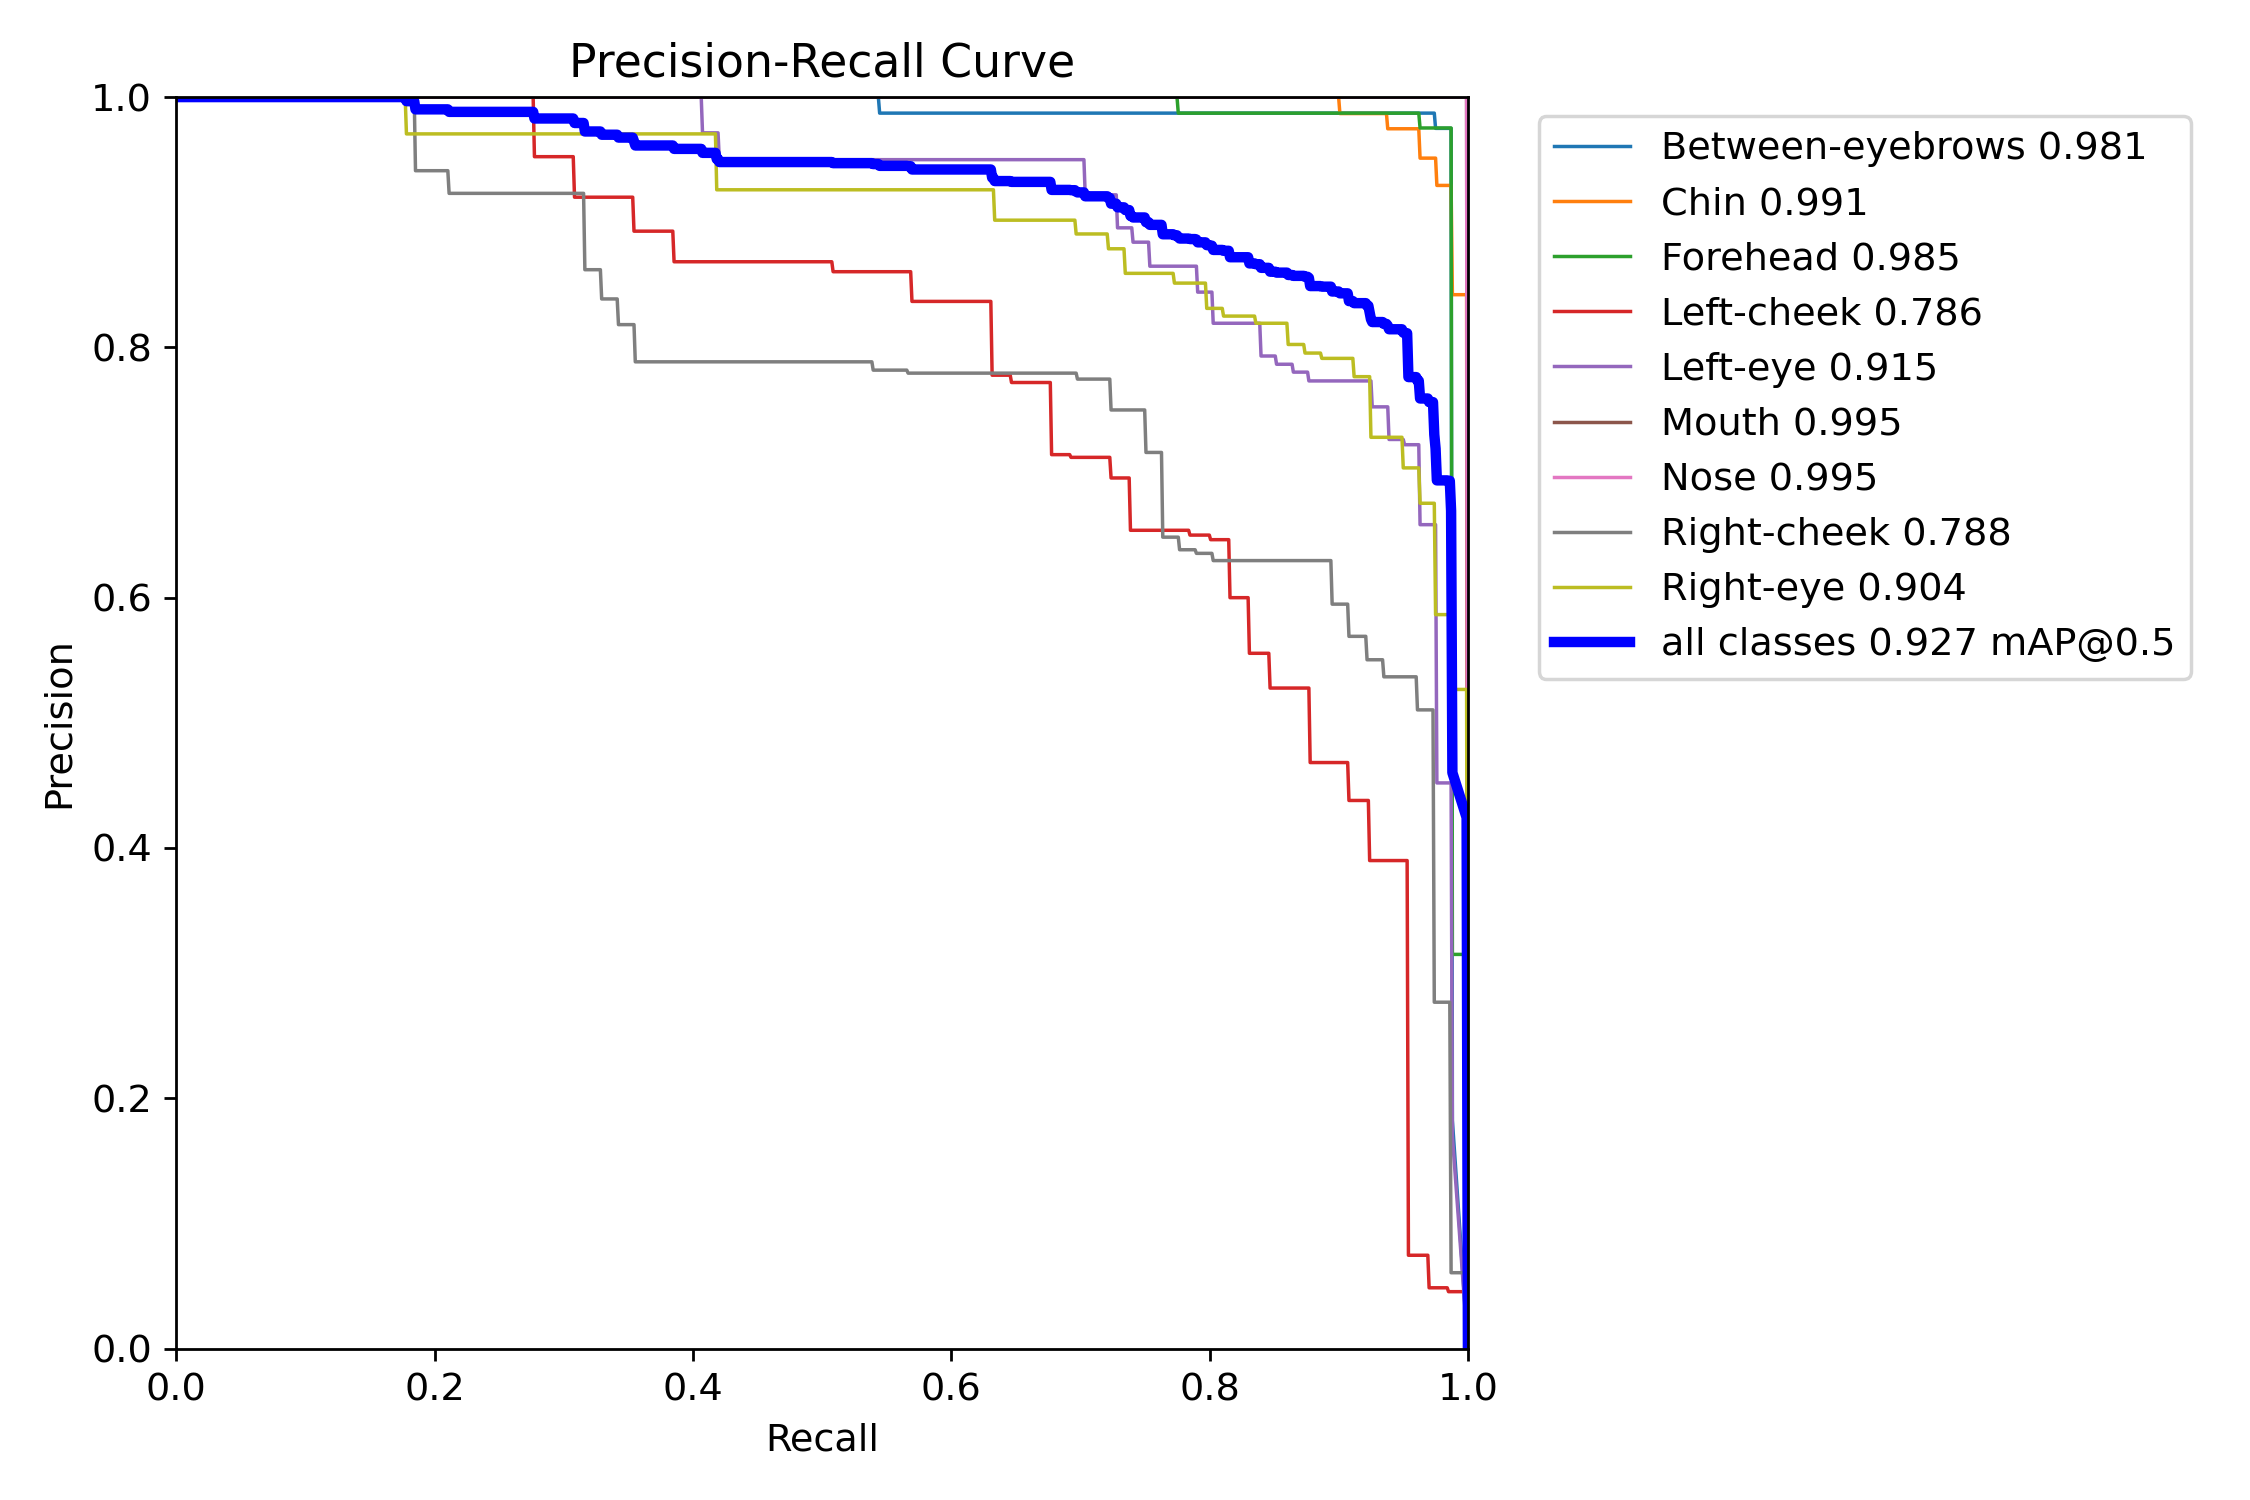 Precision-Recall Curve
1.0
0.8
0.6
0.4
0.2
0.0
Precision
0.0 0.2 0.4 0.6 0.8 1.0
Recall
Between-eyebrows 0.981
Chin 0.991
Forehead 0.985
Left-cheek 0.786
Left-eye 0.915
Mouth 0.995
Nose 0.995
Right-cheek 0.788
Right-eye 0.904
all classes 0.927 mAP@0.5